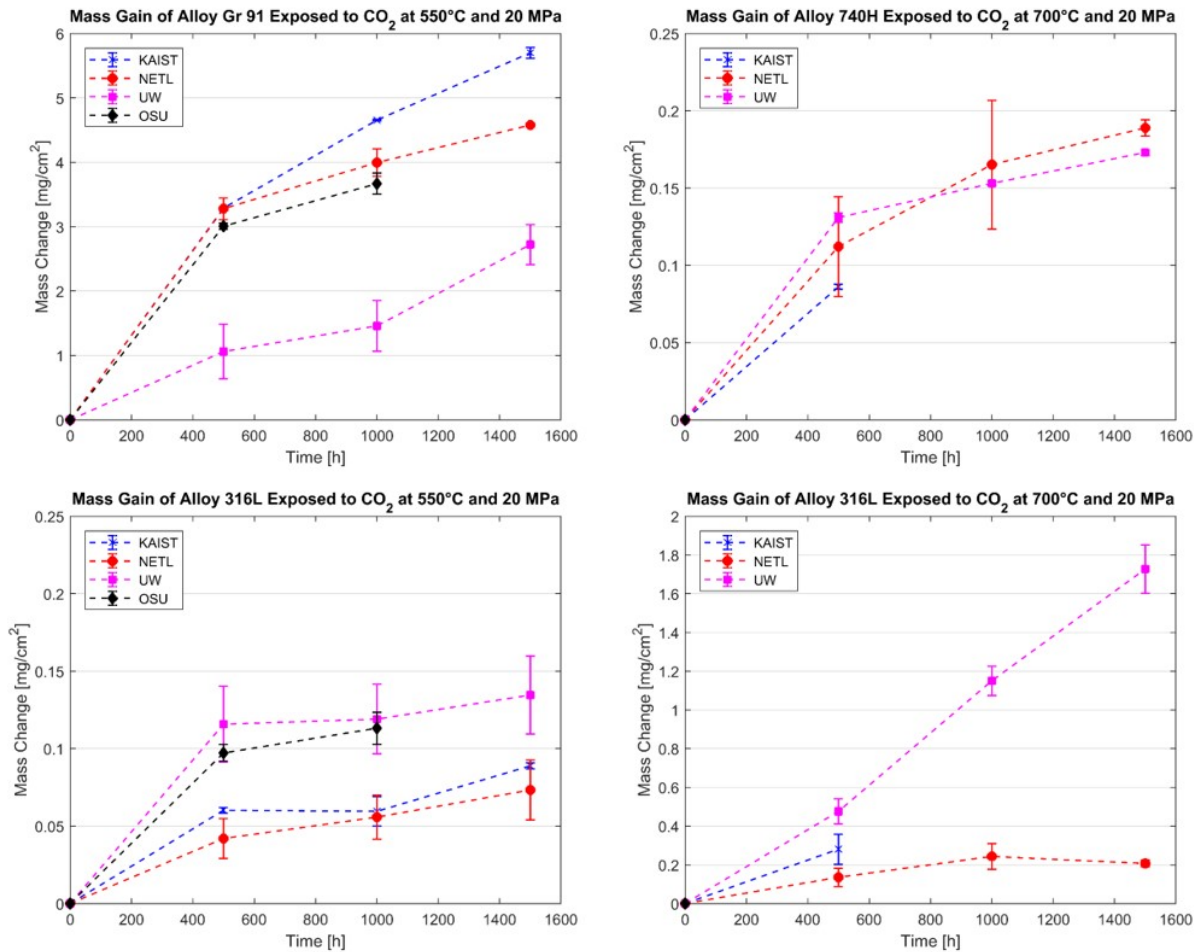 Mass Gain of Alloy Gr 91 Exposed to CO2 at 550°C and 20 MPa
6
5
4
3
2
1
0
Mass Change [mg/cm2]
KAIST
NETL
UW
OSU
0 200 400 600 800 1000 1200 1400 1600
Time [h]
Mass Gain of Alloy 740H Exposed to CO2 at 700°C and 20 MPa
0.25
0.2
0.15
0.1
0.05
0
Mass Change [mg/cm2]
KAIST
NETL
UW
0 200 400 600 800 1000 1200 1400 1600
Time [h]
Mass Gain of Alloy 316L Exposed to CO2 at 550°C and 20 MPa
0.25
0.2
0.15
0.1
0.05
0
Mass Change [mg/cm2]
KAIST
NETL
UW
OSU
0 200 400 600 800 1000 1200 1400 1600
Time [h]
Mass Gain of Alloy 316L Exposed to CO2 at 700°C and 20 MPa
2
1.8
1.6
1.4
1.2
1
0.8
0.6
0.4
0.2
0
Mass Change [mg/cm2]
KAIST
NETL
UW
0 200 400 600 800 1000 1200 1400 1600
Time [h]